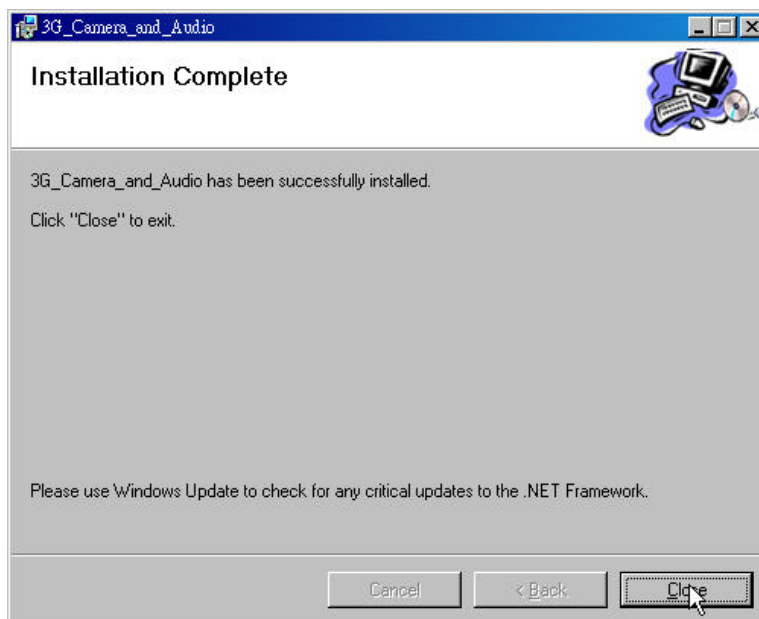 3G_Camera_and_Audio
Installation Complete
3G_Camera_and_Audio has been successfully installed.
Click "Close" to exit.
Please use Windows Update to check for any critical updates to the .NET Framework.
Cancel
< Back
Close